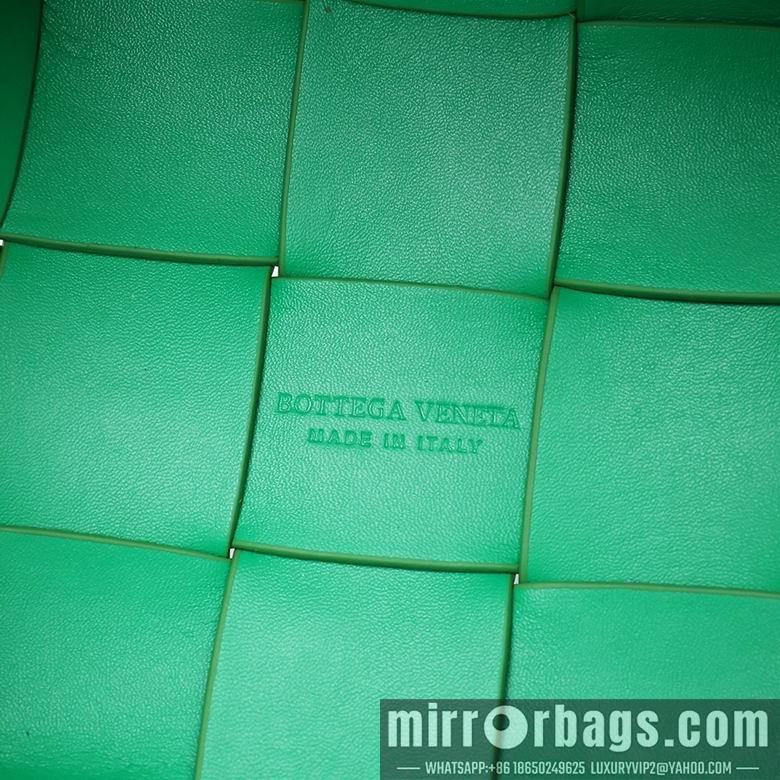 BOTTEGA VENETA
MADE IN ITALY
mirrorbags.com
WHATSAPP:+86 18650249625 LUXURYVIP2@YAHOO.COM